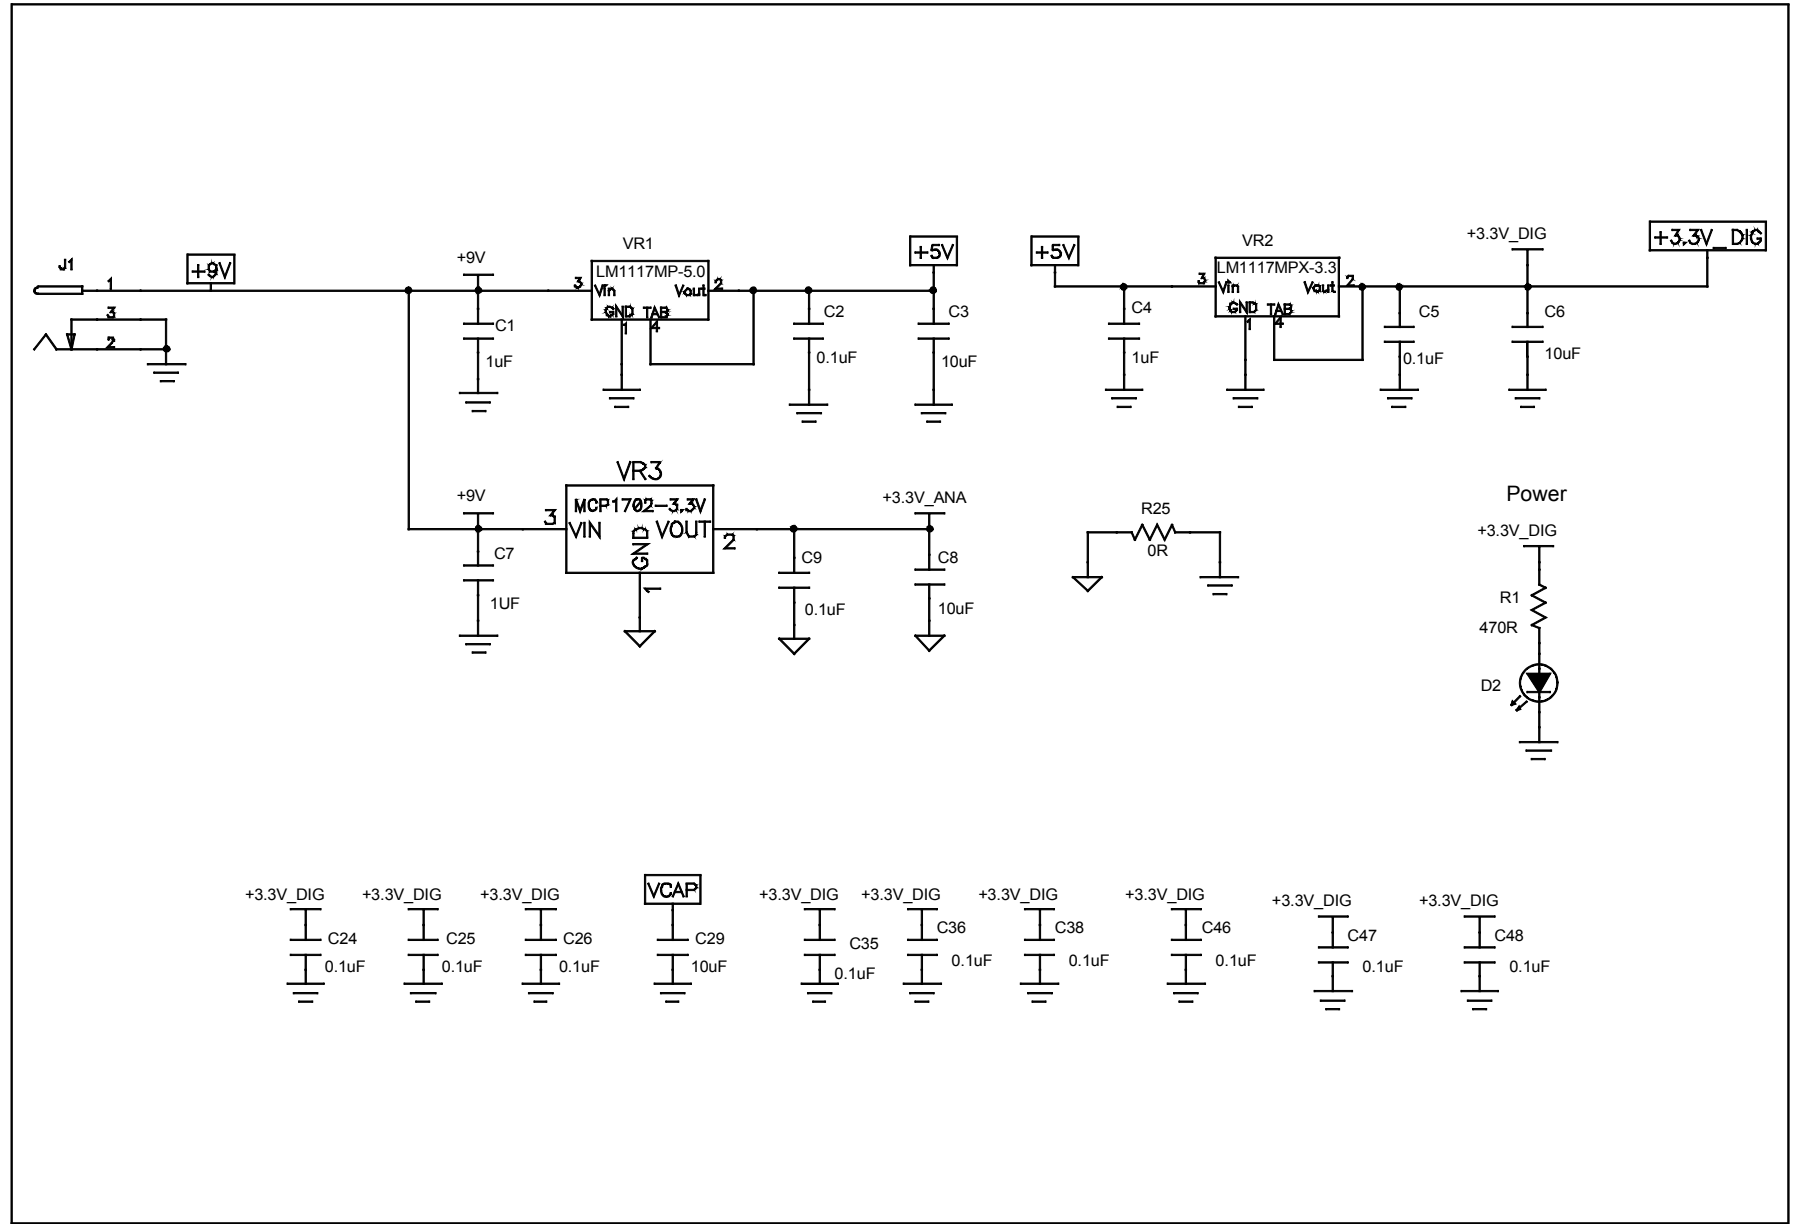 J1
1
3
2
+9V
+9V
C1
1uF
VR1
LM1117MP-5.0
3
Vin
Vout
2
GND
TAB
1
4
C2
0.1uF
+5V
C3
10uF
+5V
C4
1uF
VR2
LM1117MPX-3.3
3
Vin
Vout
2
GND
TAB
1
4
C5
0.1uF
+3.3V_DIG
C6
10uF
+3.3V_DIG
+9V
C7
1UF
VR3
MCP1702-3.3V
3
VIN
GND
VOUT
2
1
C9
0.1uF
+3.3V_ANA
C8
10uF
R25
0R
Power
+3.3V_DIG
R1
470R
D2
+3.3V_DIG
C24
0.1uF
+3.3V_DIG
C25
0.1uF
+3.3V_DIG
C26
0.1uF
VCAP
C29
10uF
+3.3V_DIG
C35
0.1uF
+3.3V_DIG
C36
0.1uF
+3.3V_DIG
C38
0.1uF
+3.3V_DIG
C46
0.1uF
+3.3V_DIG
C47
0.1uF
+3.3V_DIG
C48
0.1uF